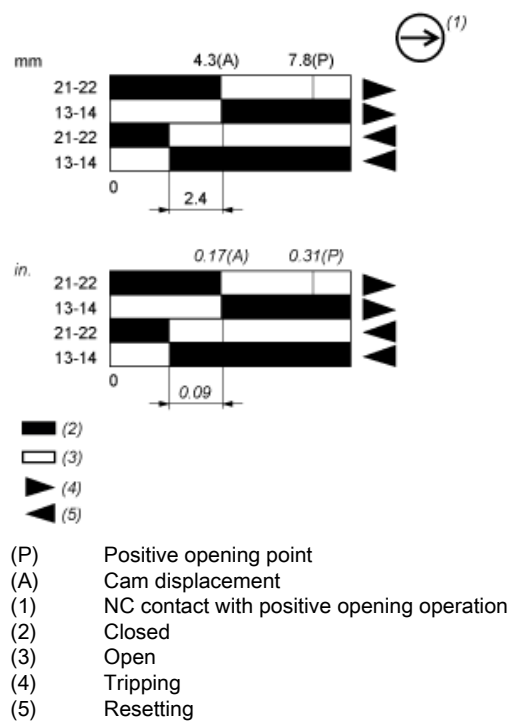 (1)
mm 4.3(A) 7.8(P)
21-22
13-14
21-22
13-14
0
2.4
in. 0.17(A) 0.31(P)
21-22
13-14
21-22
13-14
0
0.09
(2)
(3)
(4)
(5)
(P) Positive opening point
(A) Cam displacement
(1) NC contact with positive opening operation
(2) Closed
(3) Open
(4) Tripping
(5) Resetting